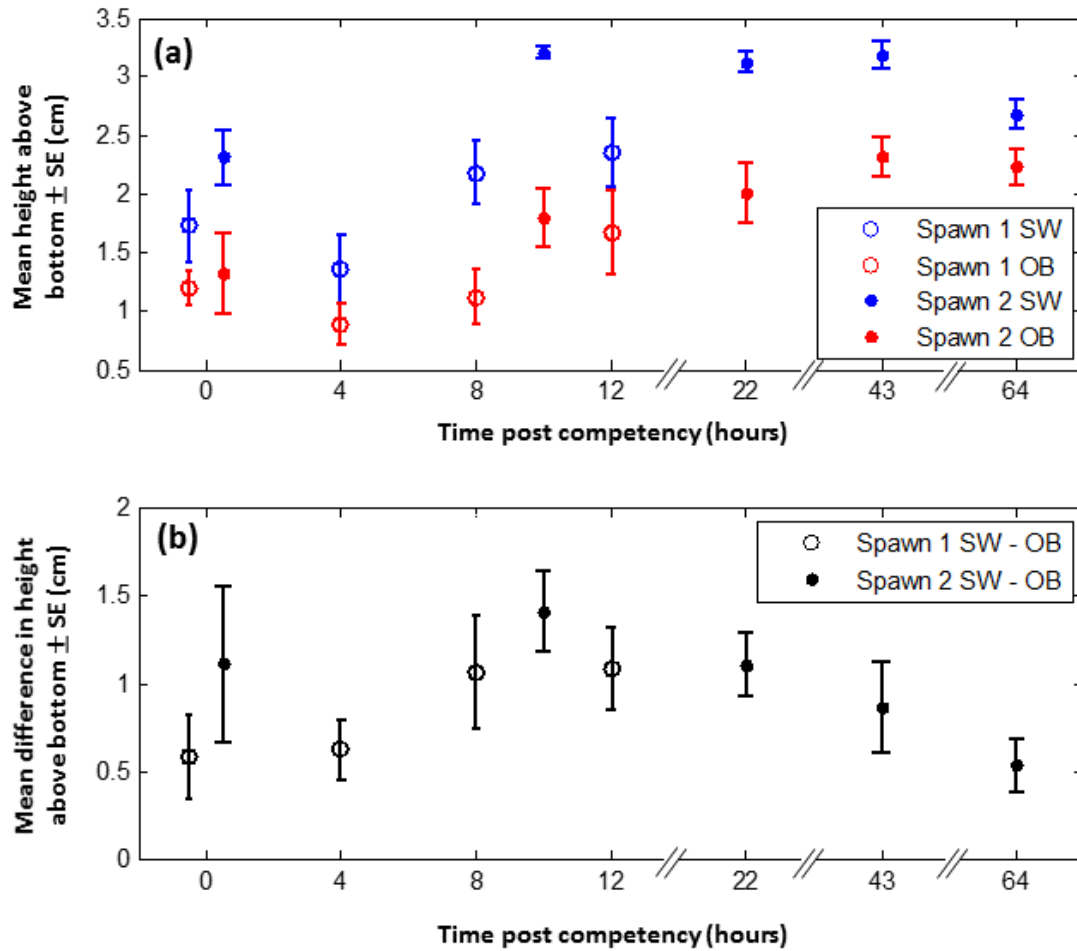 (a)
3.5
3
2.5
2
1.5
1
0.5
Mean height above
bottom ± SE (cm)
Spawn 1 SW
Spawn 1 OB
Spawn 2 SW
Spawn 2 OB
0 4 8 12 // 22 // 43 // 64
Time post competency (hours)
(b)
2
1.5
1
0.5
0
Mean difference in height
above bottom ± SE (cm)
Spawn 1 SW - OB
Spawn 2 SW - OB
0 4 8 12 // 22 // 43 // 64
Time post competency (hours)